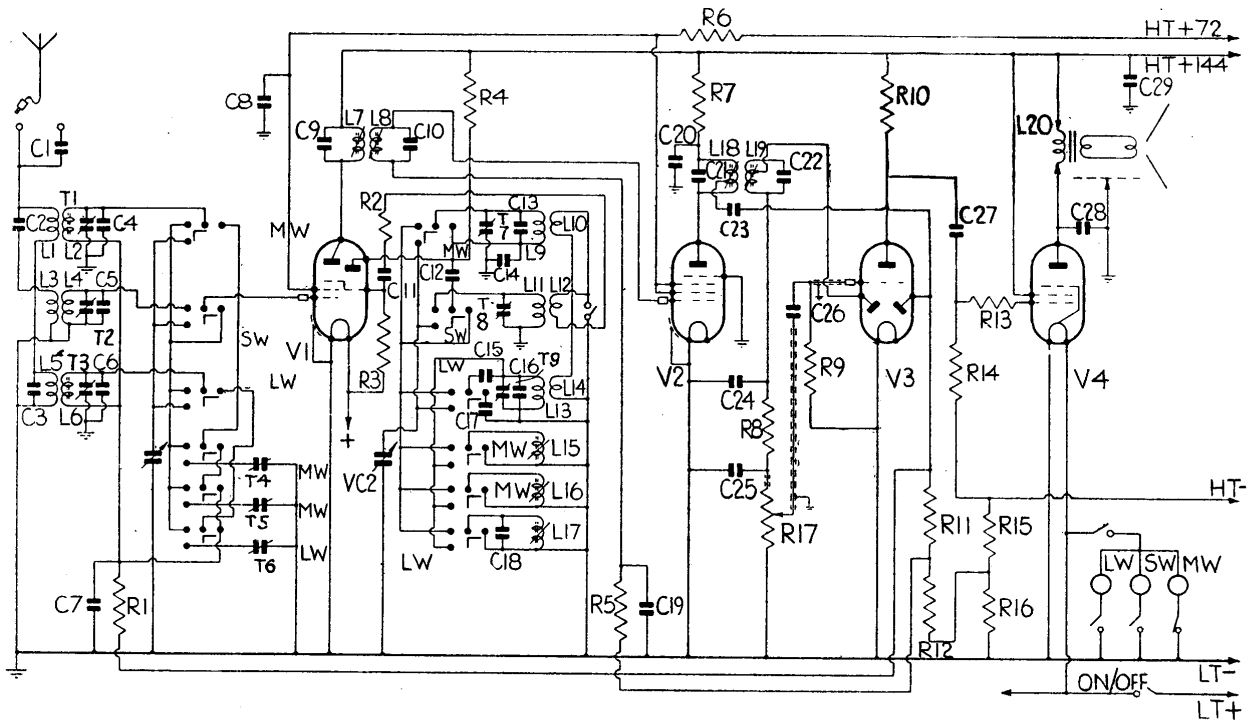 R6
HT+72
HT+144
C8
R4
R7
R10
C29
C1
C9
L7
L8
C10
C20
L18
L19
C21
C22
L20
T1
C2
C4
L1
L2
MW
R2
C13
T7
L10
MW
L9
C14
C12
C23
C27
C28
L3
L4
C5
T2
C11
L11
L12
T8
SW
C26
R13
SW
V1
R3
C15
LW
C16
T9
V2
R9
V3
R14
V4
L5
T3
C6
C3
L6
LW
C17
L14
L13
C24
R8
+
VC2
MW
L15
T4
MW
MW
L16
C25
HT-
T5
MW
L17
R17
R11
R15
T6
LW
LW
C18
LW
SW
MW
C7
R1
R5
C19
R16
R12
LT-
ON/OFF
LT+